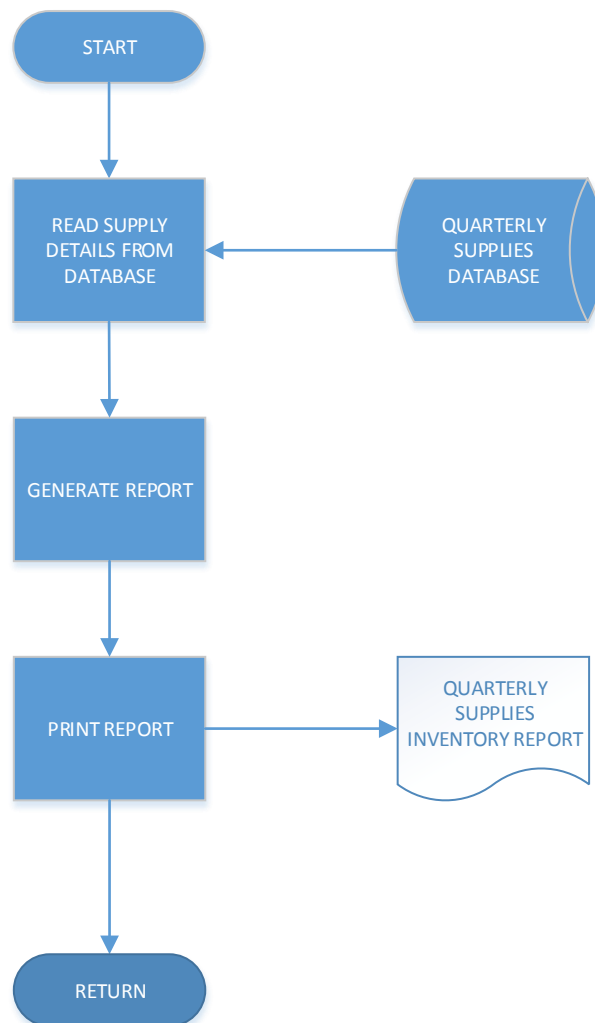 START
READ SUPPLY
DETAILS FROM
DATABASE
QUARTERLY
SUPPLIES
DATABASE
GENERATE REPORT
PRINT REPORT
QUARTERLY
SUPPLIES
INVENTORY REPORT
RETURN